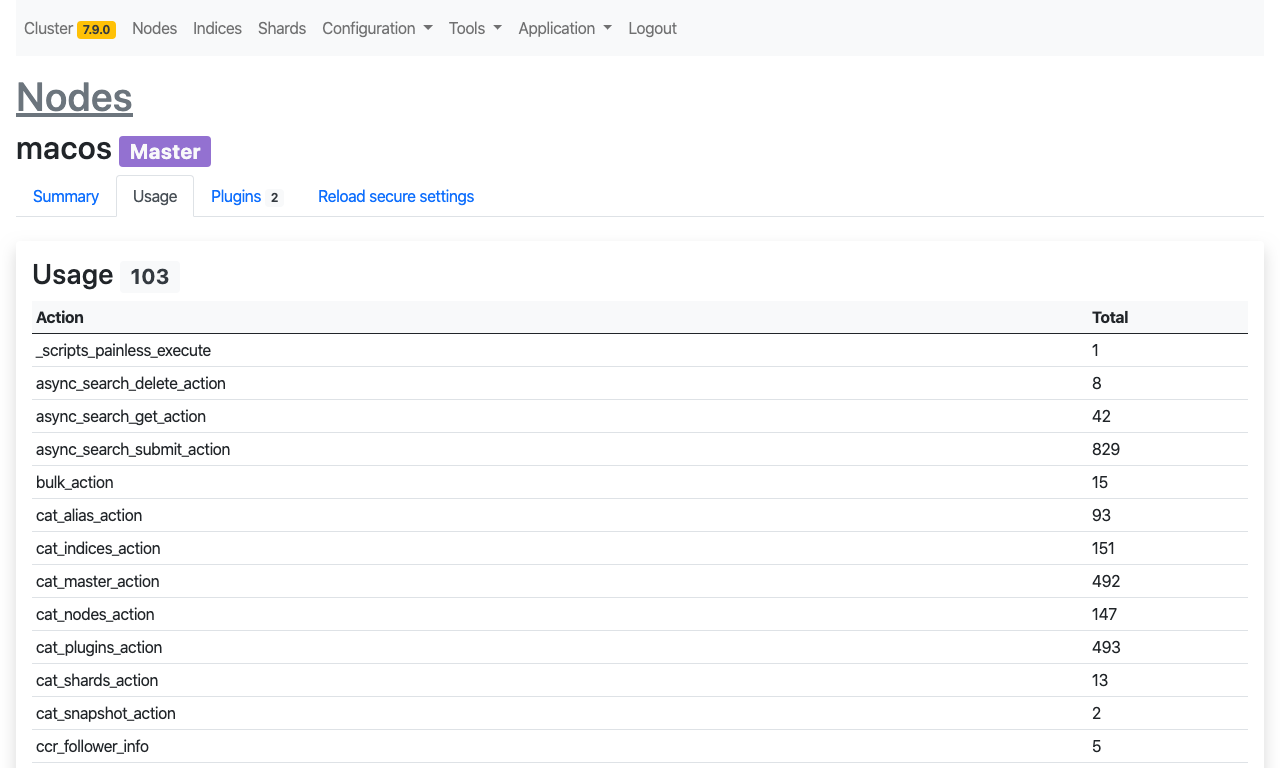 Cluster 7.9.0 Nodes Indices Shards Configuration Tools Application Logout
Nodes
macos Master
Summary Usage Plugins 2 Reload secure settings
Usage 103
Action Total
_scripts_painless_execute 1
async_search_delete_action 8
async_search_get_action 42
async_search_submit_action 829
bulk_action 15
cat_alias_action 93
cat_indices_action 151
cat_master_action 492
cat_nodes_action 147
cat_plugins_action 493
cat_shards_action 13
cat_snapshot_action 2
ccr_follower_info 5